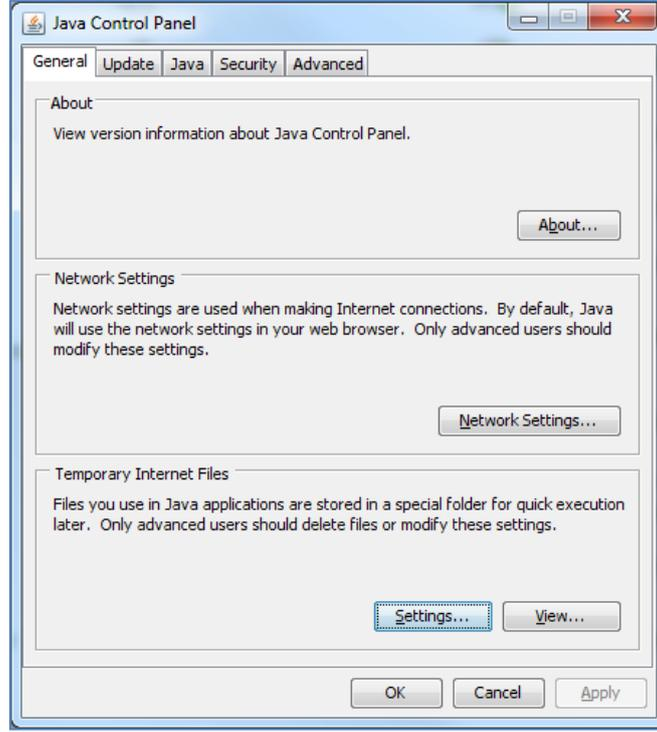 Java Control Panel
General Update Java Security Advanced
About
View version information about Java Control Panel.
About...
Network Settings
Network settings are used when making Internet connections.  By default, Java
will use the network settings in your web browser.  Only advanced users should
modify these settings.
Network Settings...
Temporary Internet Files
Files you use in Java applications are stored in a special folder for quick execution
later.  Only advanced users should delete files or modify these settings.
Settings... View...
OK Cancel Apply